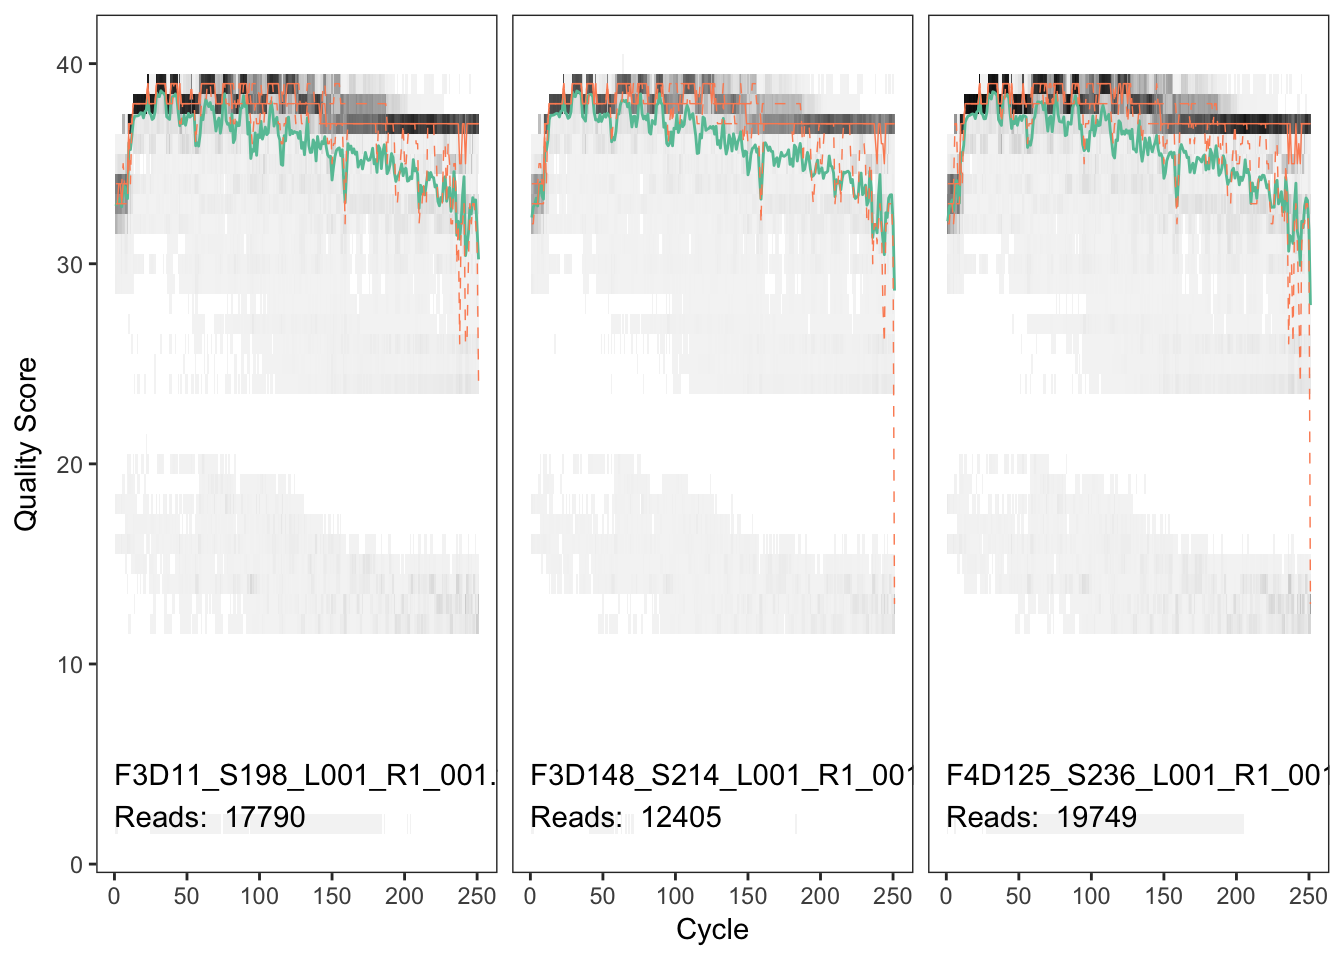 Quality Score
40
30
20
10
0
F3D11_S198_L001_R1_001.
Reads: 17790
F3D148_S214_L001_R1_001
Reads: 12405
F4D125_S236_L001_R1_001
Reads: 19749
0 50 100 150 200 250
0 50 100 150 200 250
0 50 100 150 200 250
Cycle